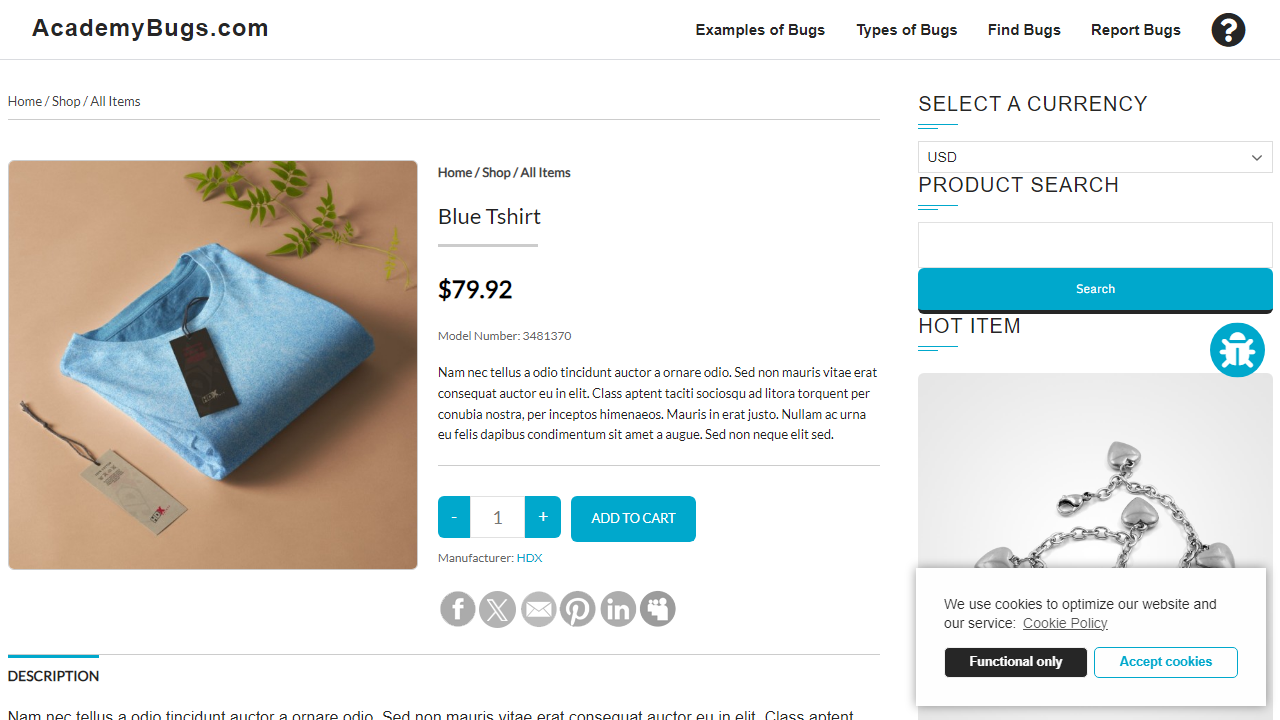 AcademyBugs.com
Examples of Bugs
Types of Bugs
Find Bugs
Report Bugs
?
Home / Shop / All Items
Home / Shop / All Items
Blue Tshirt
$79.92
Model Number: 3481370
Nam nec tellus a odio tincidunt auctor a ornare odio. Sed non mauris vitae erat
consequat auctor eu in elit. Class aptent taciti sociosqu ad litora torquent per
conubia nostra, per inceptos himenaeos. Mauris in erat justo. Nullam ac urna
eu felis dapibus condimentum sit amet a augue. Sed non neque elit sed.
- 1 + ADD TO CART
Manufacturer: HDX
DESCRIPTION
Nam nec tellus a odio tincidunt auctor a ornare odio. Sed non mauris vitae erat consequat auctor eu in elit. Class aptent
SELECT A CURRENCY
USD
PRODUCT SEARCH
Search
HOT ITEM
We use cookies to optimize our website and
our service: Cookie Policy
Functional only
Accept cookies